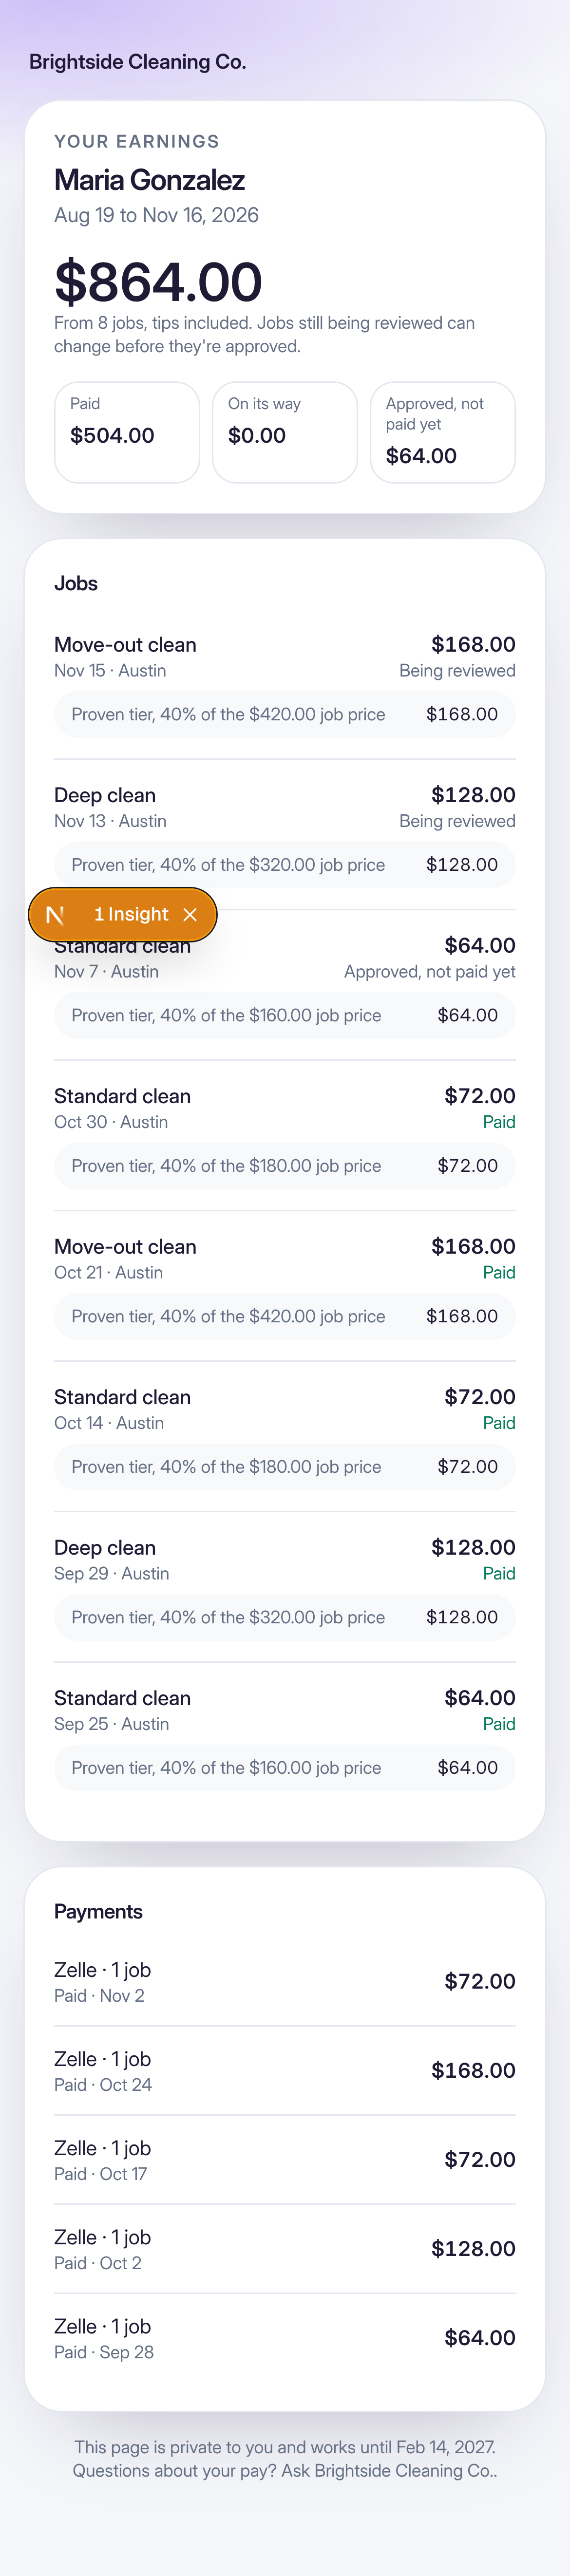 Brightside Cleaning Co.
YOUR EARNINGS
Maria Gonzalez
Aug 19 to Nov 16, 2026
$864.00
From 8 jobs, tips included. Jobs still being reviewed can
change before they're approved.
Paid
$504.00
On its way
$0.00
Approved, not
paid yet
$64.00
Jobs
Move-out clean
$168.00
Nov 15 · Austin
Being reviewed
Proven tier, 40% of the $420.00 job price
$168.00
Deep clean
$128.00
Nov 13 · Austin
Being reviewed
Proven tier, 40% of the $320.00 job price
$128.00
N
1 Insight
Standard clean
$64.00
Nov 7 · Austin
Approved, not paid yet
Proven tier, 40% of the $160.00 job price
$64.00
Standard clean
$72.00
Oct 30 · Austin
Paid
Proven tier, 40% of the $180.00 job price
$72.00
Move-out clean
$168.00
Oct 21 · Austin
Paid
Proven tier, 40% of the $420.00 job price
$168.00
Standard clean
$72.00
Oct 14 · Austin
Paid
Proven tier, 40% of the $180.00 job price
$72.00
Deep clean
$128.00
Sep 29 · Austin
Paid
Proven tier, 40% of the $320.00 job price
$128.00
Standard clean
$64.00
Sep 25 · Austin
Paid
Proven tier, 40% of the $160.00 job price
$64.00
Payments
Zelle · 1 job
$72.00
Paid · Nov 2
Zelle · 1 job
$168.00
Paid · Oct 24
Zelle · 1 job
$72.00
Paid · Oct 17
Zelle · 1 job
$128.00
Paid · Oct 2
Zelle · 1 job
$64.00
Paid · Sep 28
This page is private to you and works until Feb 14, 2027.
Questions about your pay? Ask Brightside Cleaning Co..